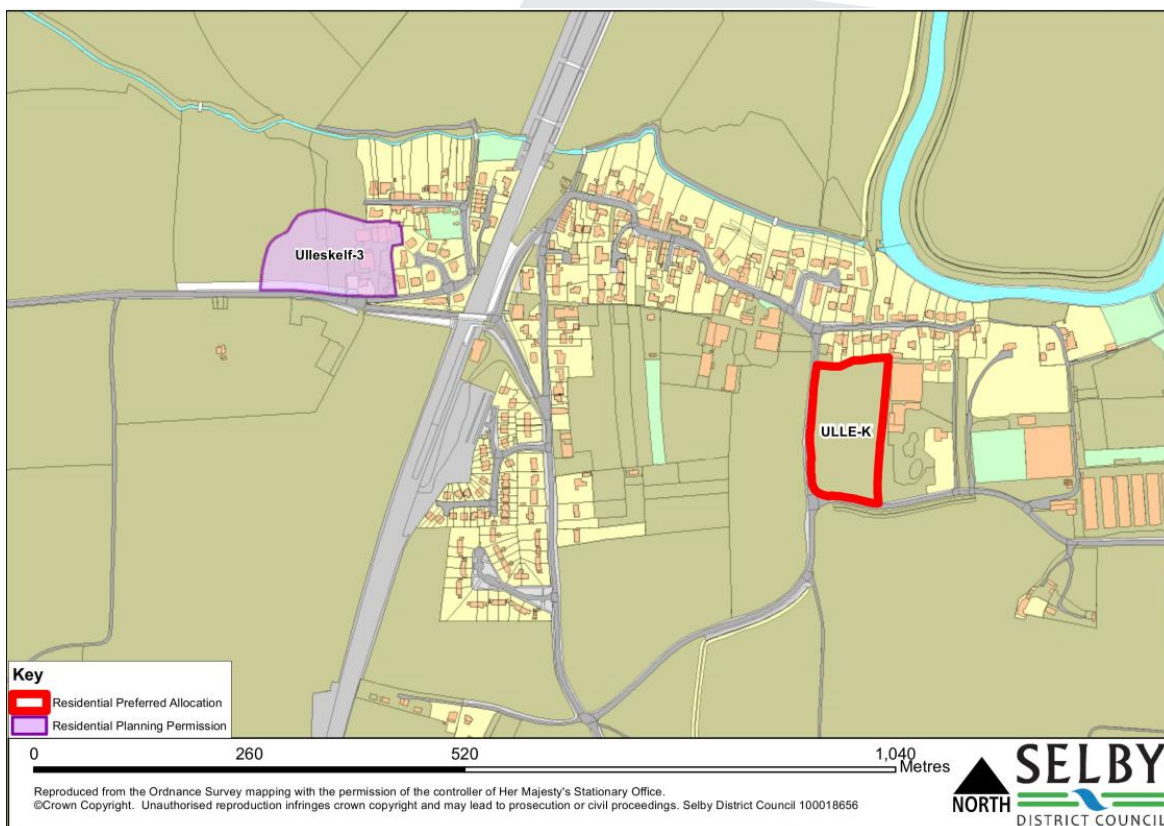 Ulleskelf-3
ULLE-K
Key
Residential Preferred Allocation
Residential Planning Permission
0 260 520 1,040
Metres
Reproduced from the Ordnance Survey mapping with the permission of the controller of Her Majesty's Stationary Office.
©Crown Copyright. Unauthorised reproduction infringes crown copyright and may lead to prosecution or civil proceedings. Selby District Council 100018656
NORTH
SELBY
DISTRICT COUNCIL